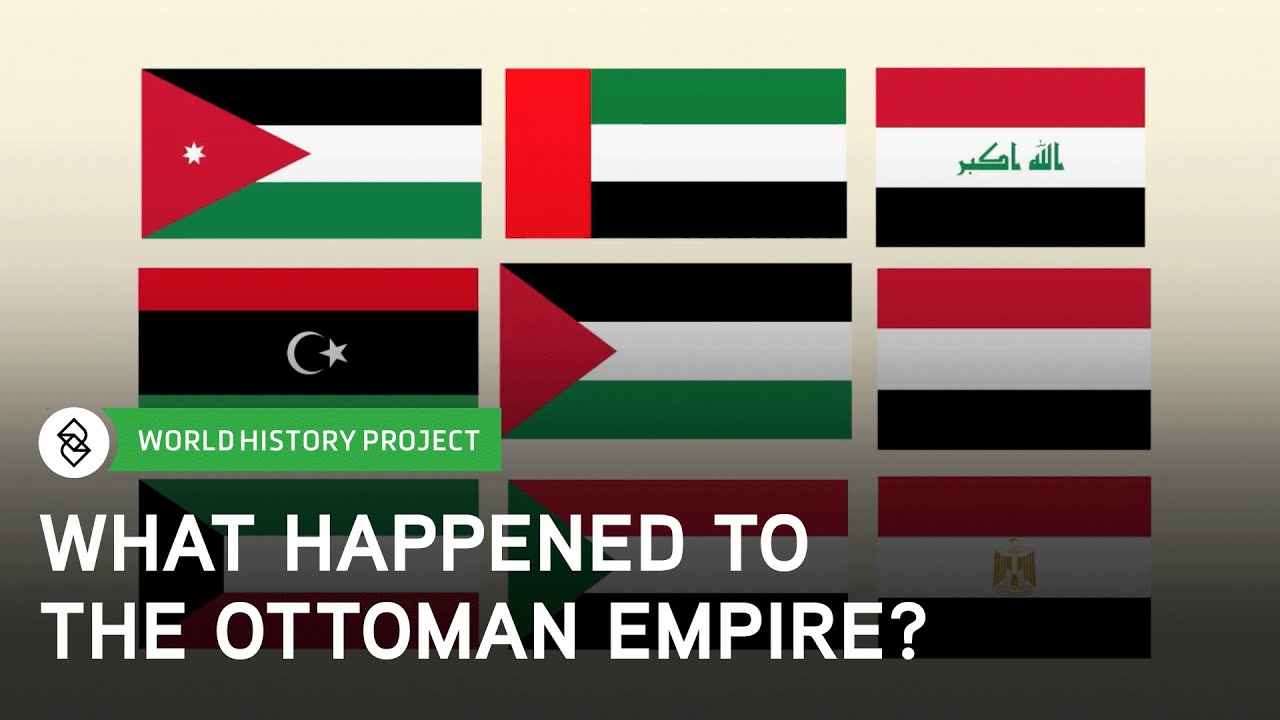 الله اكبر
WORLD HISTORY PROJECT
WHAT HAPPENED TO
THE OTTOMAN EMPIRE?